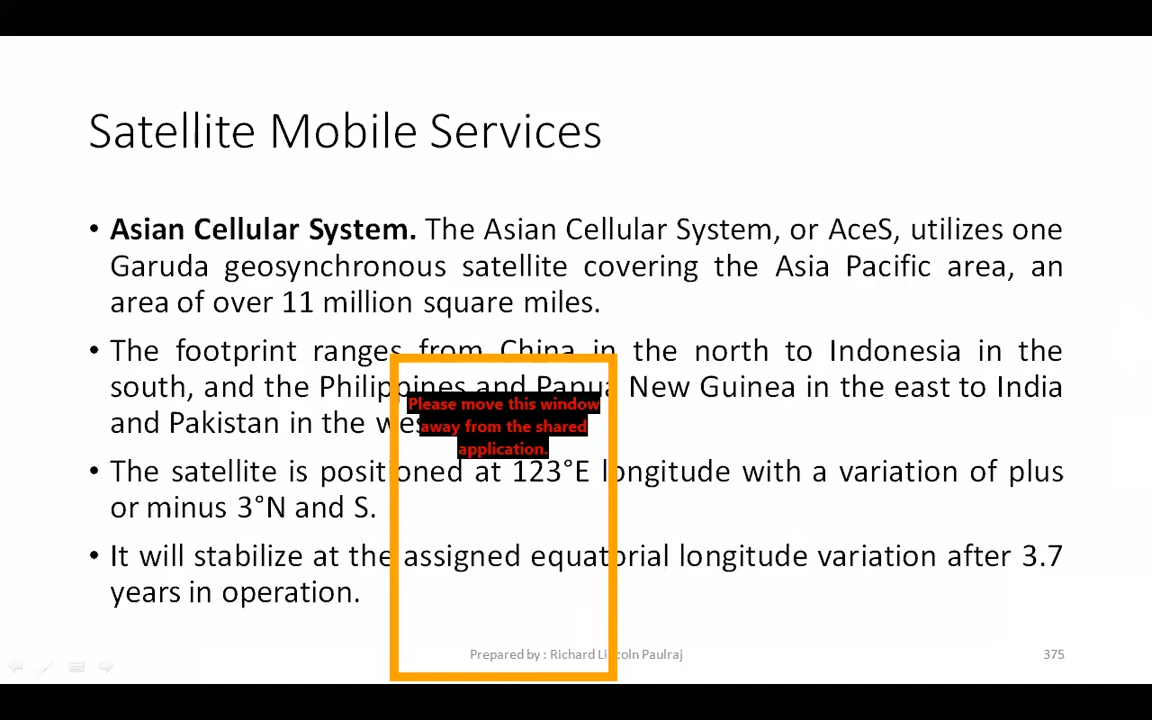 Satellite Mobile Services
• Asian Cellular System. The Asian Cellular System, or AceS, utilizes one
Garuda geosynchronous satellite covering the Asia Pacific area, an
area of over 11 million square miles.
• The footprint ranges from China in the north to Indonesia in the
south, and the Philippines and Papua New Guinea in the east to India
and Pakistan in the wes
Please move this window
away from the shared
application.
• The satellite is positioned at 123°E longitude with a variation of plus
or minus 3°N and S.
• It will stabilize at the assigned equatorial longitude variation after 3.7
years in operation.
Prepared by : Richard Lincoln Paulraj
375